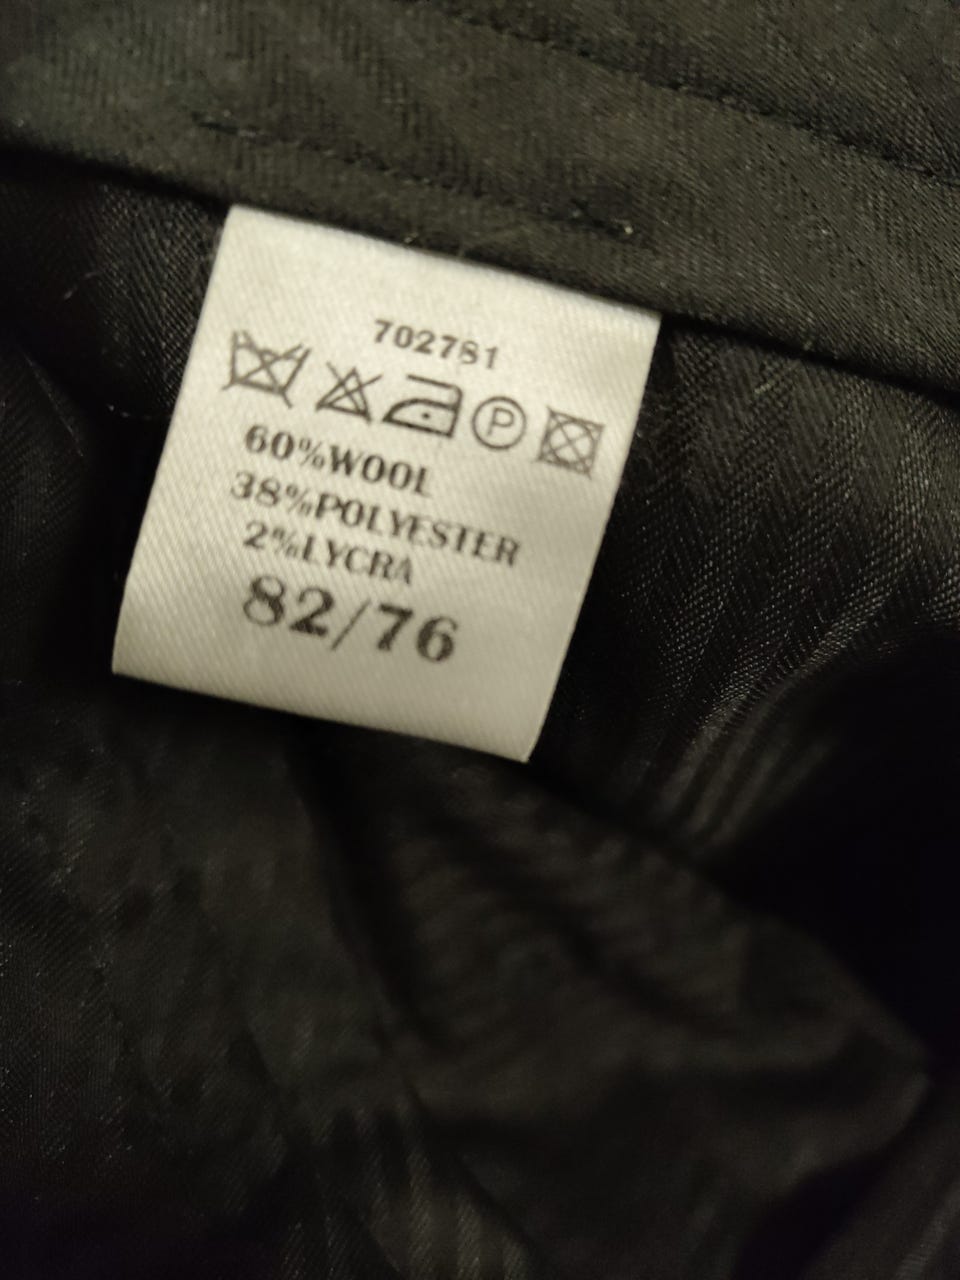 702781
P
60%WOOL
38%POLYESTER
2%LYCRA
82/76